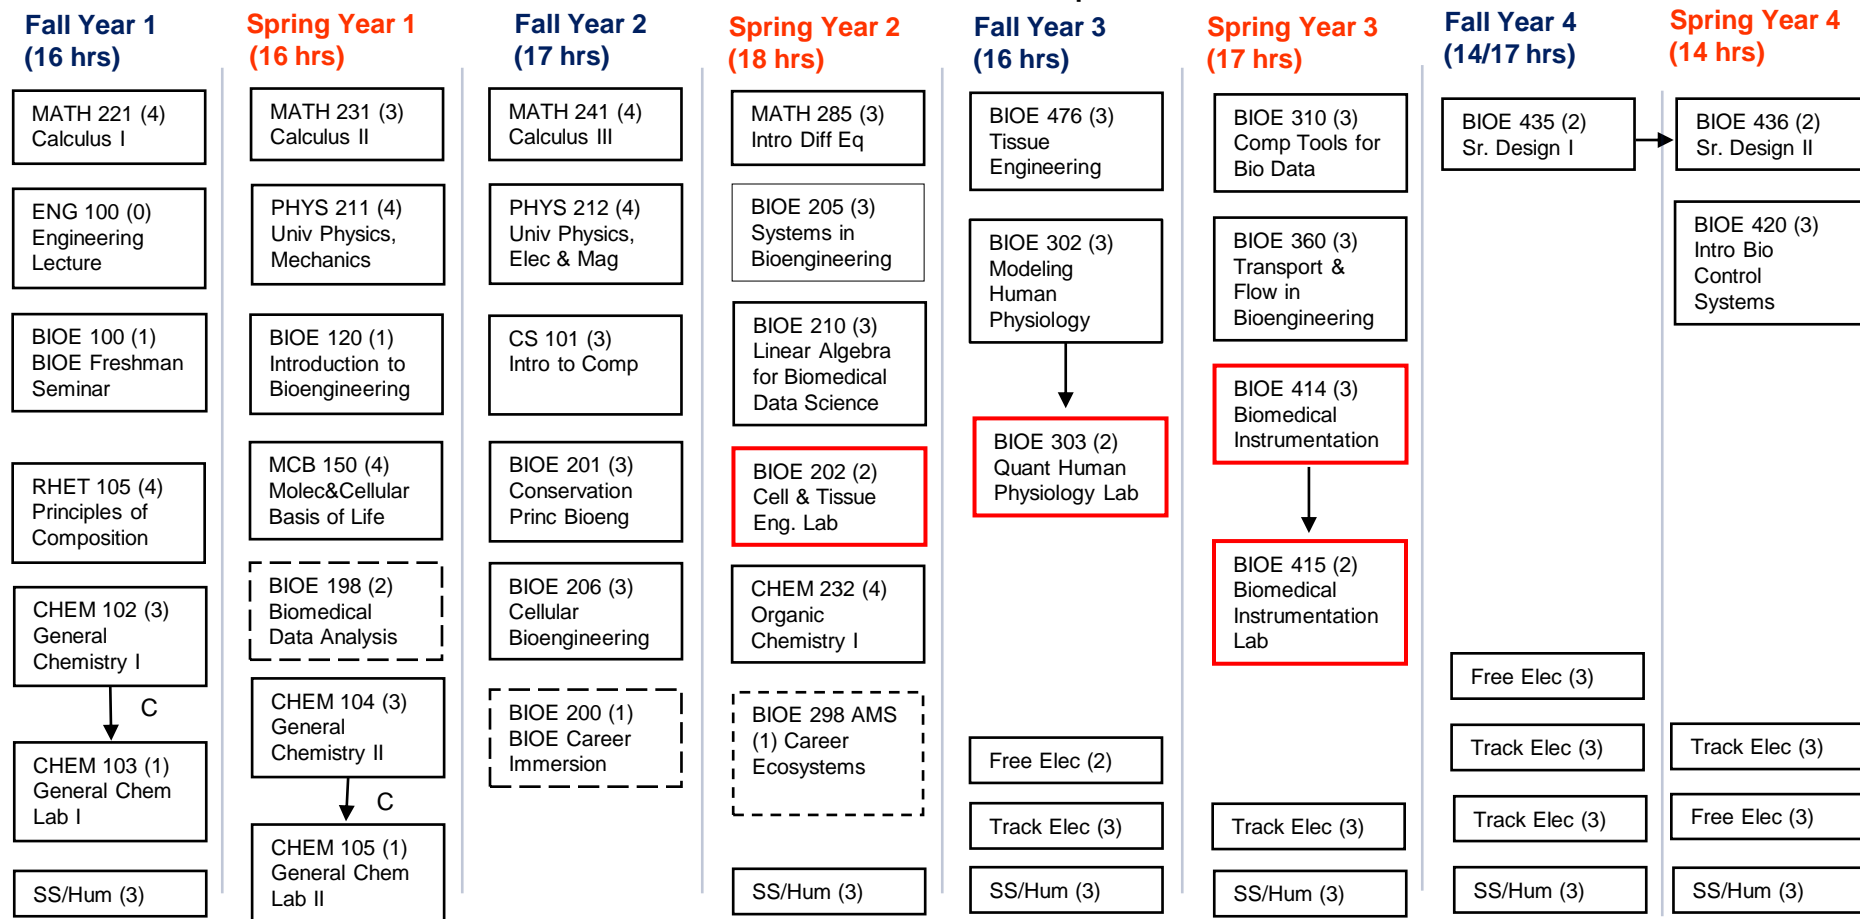 Fall Year 1
(16 hrs)
MATH 221 (4)
Calculus I
ENG 100 (0)
Engineering
Lecture
BIOE 100 (1)
BIOE Freshman
Seminar
RHET 105 (4)
Principles of
Composition
CHEM 102 (3)
General
Chemistry I
C
CHEM 103 (1)
General Chem
Lab I
SS/Hum (3)
Spring Year 1
(16 hrs)
MATH 231 (3)
Calculus II
PHYS 211 (4)
Univ Physics,
Mechanics
BIOE 120 (1)
Introduction to
Bioengineering
MCB 150 (4)
Molec&Cellular
Basis of Life
BIOE 198 (2)
Biomedical
Data Analysis
CHEM 104 (3)
General
Chemistry II
C
CHEM 105 (1)
General Chem
Lab II
Fall Year 2
(17 hrs)
MATH 241 (4)
Calculus III
PHYS 212 (4)
Univ Physics,
Elec & Mag
CS 101 (3)
Intro to Comp
BIOE 201 (3)
Conservation
Princ Bioeng
BIOE 206 (3)
Cellular
Bioengineering
BIOE 200 (1)
BIOE Career
Immersion
Spring Year 2
(18 hrs)
MATH 285 (3)
Intro Diff Eq
BIOE 205 (3)
Systems in
Bioengineering
BIOE 210 (3)
Linear Algebra
for Biomedical
Data Science
BIOE 202 (2)
Cell & Tissue
Eng. Lab
CHEM 232 (4)
Organic
Chemistry I
BIOE 298 AMS
(1) Career
Ecosystems
SS/Hum (3)
Fall Year 3
(16 hrs)
BIOE 476 (3)
Tissue
Engineering
BIOE 302 (3)
Modeling
Human
Physiology
BIOE 303 (2)
Quant Human
Physiology Lab
Free Elec (2)
Track Elec (3)
SS/Hum (3)
Spring Year 3
(17 hrs)
BIOE 310 (3)
Comp Tools for
Bio Data
BIOE 360 (3)
Transport &
Flow in
Bioengineering
BIOE 414 (3)
Biomedical
Instrumentation
BIOE 415 (2)
Biomedical
Instrumentation
Lab
Track Elec (3)
SS/Hum (3)
Fall Year 4
(14/17 hrs)
BIOE 435 (2)
Sr. Design I
Free Elec (3)
Track Elec (3)
Track Elec (3)
SS/Hum (3)
Spring Year 4
(14 hrs)
BIOE 436 (2)
Sr. Design II
BIOE 420 (3)
Intro Bio
Control
Systems
Track Elec (3)
Free Elec (3)
SS/Hum (3)